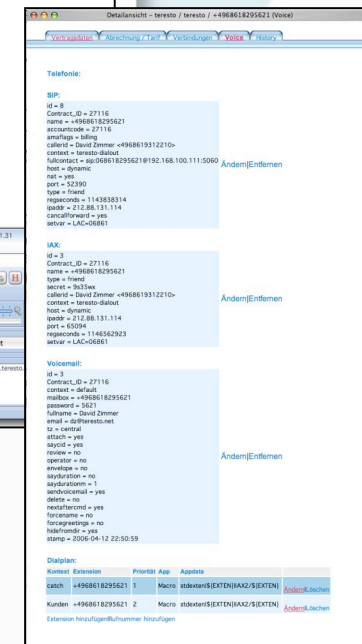 Detailansicht – teresto / teresto / +4968618295621 (Voice)
Vertragsdaten Abrechnung / Tarif Verbindungen Voice History
Telefonie:
SIP:
id = 8
Contract_ID = 27116
name = +4968618295621
accountcode = 27116
amaflags = billing
callerid = David Zimmer <4968619312210>
context = teresto-dialout
fullcontact = sip:068618295621@192.168.100.111:5060
host = dynamic
nat = yes
port = 52390
type = friend
regseconds = 1143838314
ipaddr = 212.88.131.114
cancallforward = yes
setvar = LAC=06861
Ändern|Entfernen
IAX:
id = 3
Contract_ID = 27116
name = +4968618295621
type = friend
secret = 9s35wx
callerid = David Zimmer <4968619312210>
context = teresto-dialout
host = dynamic
ipaddr = 212.88.131.114
port = 65094
regseconds = 1146562923
setvar = LAC=06861
Ändern|Entfernen
Voicemail:
id = 3
Contract_ID = 27116
context = default
mailbox = +4968618295621
password = 5621
fullname = David Zimmer
email = dz@teresto.net
tz = central
attach = yes
saycid = yes
review = no
operator = no
envelope = no
sayduration = no
saydurationm = 1
sendvoicemail = yes
delete = no
nextaftercmd = yes
forcename = no
forcegreetings = no
hidefromdir = yes
stamp = 2006-04-12 22:50:59
Ändern|Entfernen
Dialplan:
Kontext Extension Priorität App Appdata
catch +4968618295621 1 Macro stdexten|${EXTEN}|IAX2/${EXTEN} Ändern|Löschen
Kunden +4968618295621 2 Macro stdexten|${EXTEN}|IAX2/${EXTEN} Ändern|Löschen
Extension hinzufügen|Rufnummer hinzufügen
1.31
H
t
.teresto.